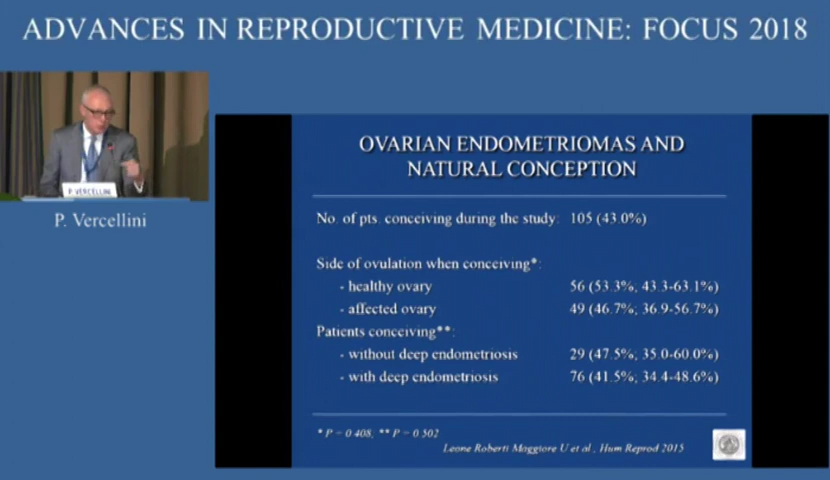 ADVANCES IN REPRODUCTIVE MEDICINE: FOCUS 2018
P. VERCELLINI
P. Vercellini
OVARIAN ENDOMETRIOMAS AND
NATURAL CONCEPTION
No. of pts. conceiving during the study: 105 (43.0%)
Side of ovulation when conceiving*:
- healthy ovary 56 (53.3%; 43.3-63.1%)
- affected ovary 49 (46.7%; 36.9-56.7%)
Patients conceiving**:
- without deep endometriosis 29 (47.5%; 35.0-60.0%)
- with deep endometriosis 76 (41.5%; 34.4-48.6%)
* P = 0.408, ** P = 0.502
Leone Roberti Maggiore U et al., Hum Reprod 2015